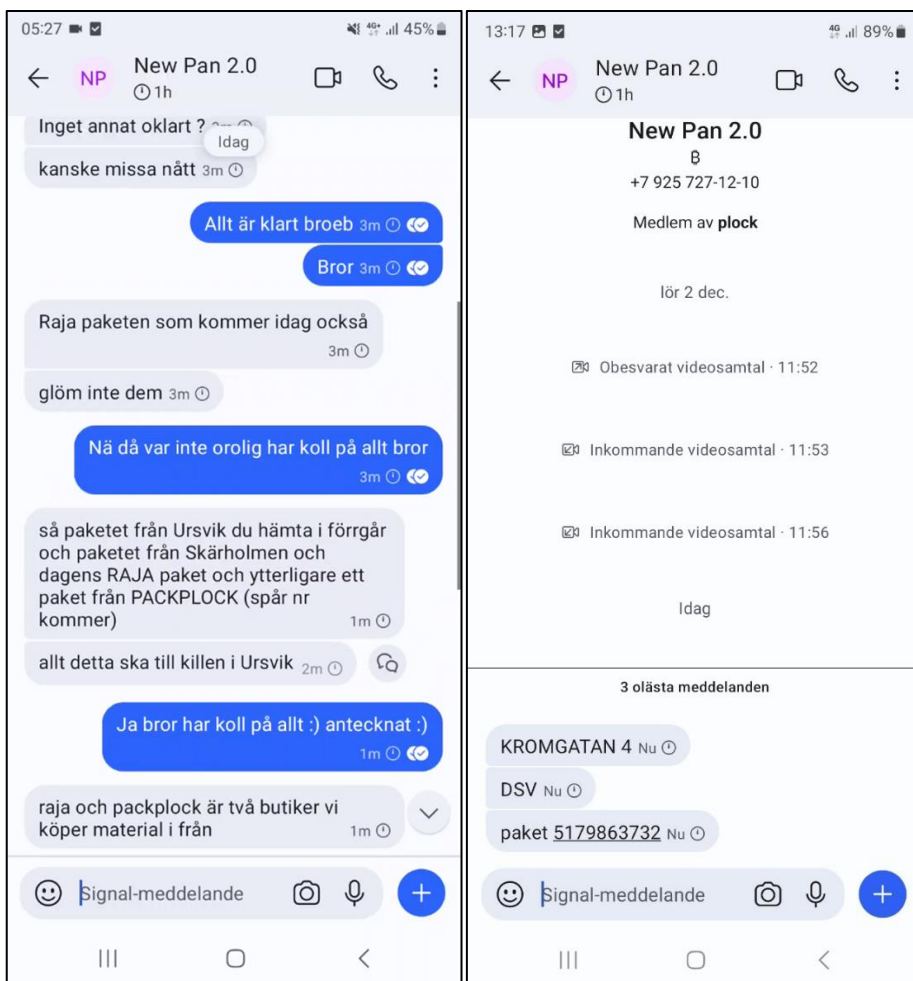 05:27 45%
NP New Pan 2.0
1h
Inget annat oklart ? 3m
Idag
kanske missa nått 3m
Allt är klart broeb 3m
Bror 3m
Raja paketen som kommer idag också
3m
glöm inte dem 3m
Nä då var inte orolig har koll på allt bror
3m
så paketet från Ursvik du hämta i förrgår
och paketet från Skärholmen och
dagens RAJA paket och ytterligare ett
paket från PACKPLOCK (spår nr
kommer) 1m
allt detta ska till killen i Ursvik 2m
Ja bror har koll på allt :) antecknat :)
1m
raja och packplock är två butiker vi
köper material i från 1m
Signal-meddelande
13:17 4G 89%
NP New Pan 2.0
1h
New Pan 2.0
₿
+7 925 727-12-10
Medlem av plock
lör 2 dec.
Obesvarat videosamtal · 11:52
Inkommande videosamtal · 11:53
Inkommande videosamtal · 11:56
Idag
3 olästa meddelanden
KROMGATAN 4 Nu
DSV Nu
paket 5179863732 Nu
Signal-meddelande